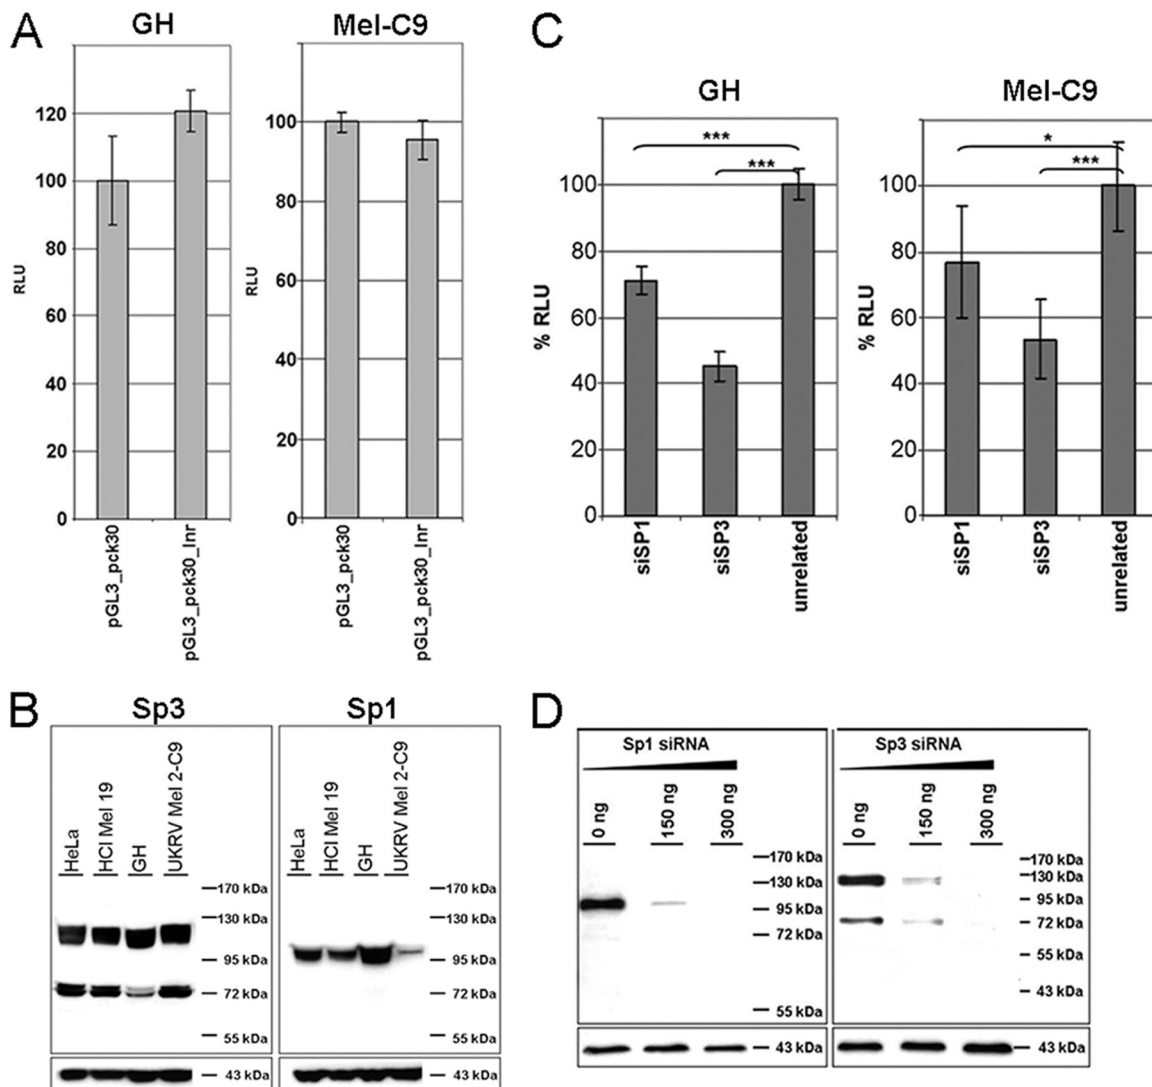 A
GH
Mel-C9
RLU
120
100
80
60
40
20
0
pGL3_pck30
pGL3_pck30_Inr
RLU
100
80
60
40
20
0
pGL3_pck30
pGL3_pck30_Inr
C
GH
Mel-C9
% RLU
100
80
60
40
20
0
***
***
siSP1
siSP3
unrelated
% RLU
100
80
60
40
20
0
*
***
siSP1
siSP3
unrelated
B
Sp3
Sp1
HeLa
HCI Mel 19
GH
UKRV Mel 2-C9
170 kDa
130 kDa
95 kDa
72 kDa
55 kDa
43 kDa
HeLa
HCI Mel 19
GH
UKRV Mel 2-C9
170 kDa
130 kDa
95 kDa
72 kDa
55 kDa
43 kDa
D
Sp1 siRNA
0 ng
150 ng
300 ng
170 kDa
130 kDa
95 kDa
72 kDa
55 kDa
43 kDa
Sp3 siRNA
0 ng
150 ng
300 ng
170 kDa
130 kDa
95 kDa
72 kDa
55 kDa
43 kDa
43 kDa